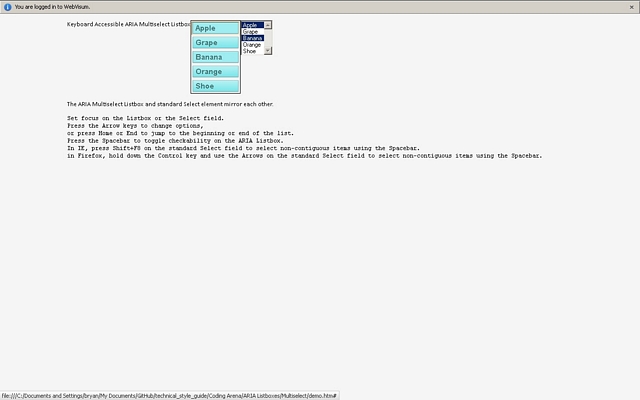 You are logged in to WebVisum.
Keyboard Accessible ARIA Multiselect Listbox
Apple
Grape
Banana
Orange
Shoe
Apple
Grape
Banana
Orange
Shoe
The ARIA Multiselect Listbox and standard Select element mirror each other.
Set focus on the Listbox or the Select field.
Press the Arrow keys to change options,
or press Home or End to jump to the beginning or end of the list.
Press the Spacebar to toggle checkability on the ARIA Listbox.
In IE, press Shift+F8 on the standard Select field to select non-contiguous items using the Spacebar.
in Firefox, hold down the Control key and use the Arrows on the standard Select field to select non-contiguous items using the Spacebar.
file:///C:/Documents and Settings/bryan/My Documents/GitHub/technical_style_guide/Coding Arena/ARIA Listboxes/Multiselect/demo.htm#